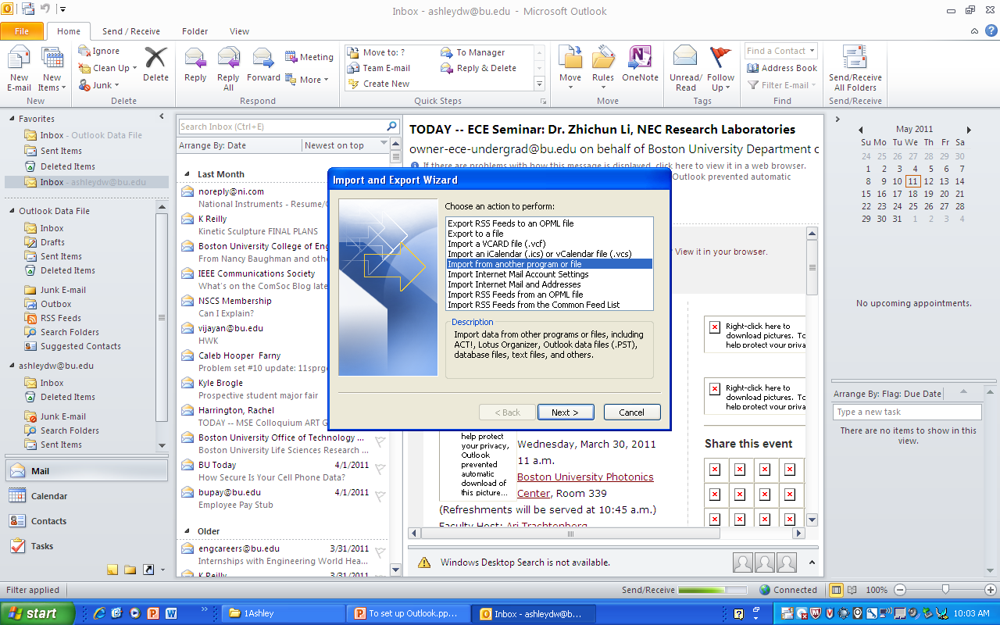 Inbox - ashleydw@bu.edu - Microsoft Outlook
File Home Send / Receive Folder View
New E-mail
New Items
Ignore
Clean Up
Junk
Delete
Reply
Reply All
Forward
Meeting
More
Move to: ?
Team E-mail
Create New
To Manager
Reply & Delete
Move
Rules
OneNote
Unread/ Read
Follow Up
Find a Contact
Address Book
Filter E-mail
Send/Receive All Folders
New Delete Respond Quick Steps Move Tags Find Send/Receive
Favorites
Inbox - Outlook Data File
Sent Items
Deleted Items
Inbox - ashleydw@bu.edu
Outlook Data File
Inbox
Drafts
Sent Items
Deleted Items
Junk E-mail
Outbox
RSS Feeds
Search Folders
Suggested Contacts
ashleydw@bu.edu
Inbox
Deleted Items
Junk E-mail
Search Folders
Sent Items
Mail
Calendar
Contacts
Tasks
Search Inbox (Ctrl+E)
Arrange By: Date Newest on top
Last Month
noreply@ni.com
National Instruments - Resume/C
K Reilly
Kinetic Sculpture FINAL PLANS
Boston University College of Eng
From Nancy Baughman and othe
IEEE Communications Society
What's on the ComSoc Blog late
NSCS Membership
Can I Explain?
vijayan@bu.edu
HWK
Caleb Hooper Farny
Problem set #10 update: 11sprgr
Kyle Brogle
Prospective student major fair
Harrington, Rachel
TODAY -- MSE Colloquium ART G
Boston University Office of Technology ...
Boston University Life Sciences Research ...
BU Today 4/1/2011
How Secure Is Your Cell Phone Data?
bupay@bu.edu 4/1/2011
Employee Pay Stub
Older
engcareers@bu.edu 3/31/2011
Internships with Engineering World Hea...
K Reilly 3/31/2011
TODAY -- ECE Seminar: Dr. Zhichun Li, NEC Research Laboratories
owner-ece-undergrad@bu.edu on behalf of Boston University Department o
If there are problems with how this message is displayed, click here to view it in a web browser.
Outlook prevented automatic
? View it in your browser.
Import and Export Wizard
Choose an action to perform:
Export RSS Feeds to an OPML file
Export to a file
Import a VCARD file (.vcf)
Import an iCalendar (.ics) or vCalendar file (.vcs)
Import from another program or file
Import Internet Mail Account Settings
Import Internet Mail and Addresses
Import RSS Feeds from an OPML file
Import RSS Feeds from the Common Feed List
Description
Import data from other programs or files, including
ACT!, Lotus Organizer, Outlook data files (.PST),
database files, text files, and others.
< Back Next > Cancel
Right-click here to
download pictures. To
help protect your priva
Right-click here to
download pictures. To
help protect your priva
help protect
your privacy,
Outlook
prevented
automatic
download of
this picture...
Wednesday, March 30, 2011
11 a.m.
Boston University Photonics
Center, Room 339
(Refreshments will be served at 10:45 a.m.)
Faculty Host: Ari Trachtenberg
Share this event
Windows Desktop Search is not available.
May 2011
Su Mo Tu We Th Fr Sa
24 25 26 27 28 29 30
1 2 3 4 5 6 7
8 9 10 11 12 13 14
15 16 17 18 19 20 21
22 23 24 25 26 27 28
29 30 31 1 2 3 4
No upcoming appointments.
Arrange By: Flag: Due Date
Type a new task
There are no items to show in this
view.
Filter applied Send/Receive Connected 100%
start 1Ashley To set up Outlook.pp... Inbox - ashleydw@b... 10:03 AM